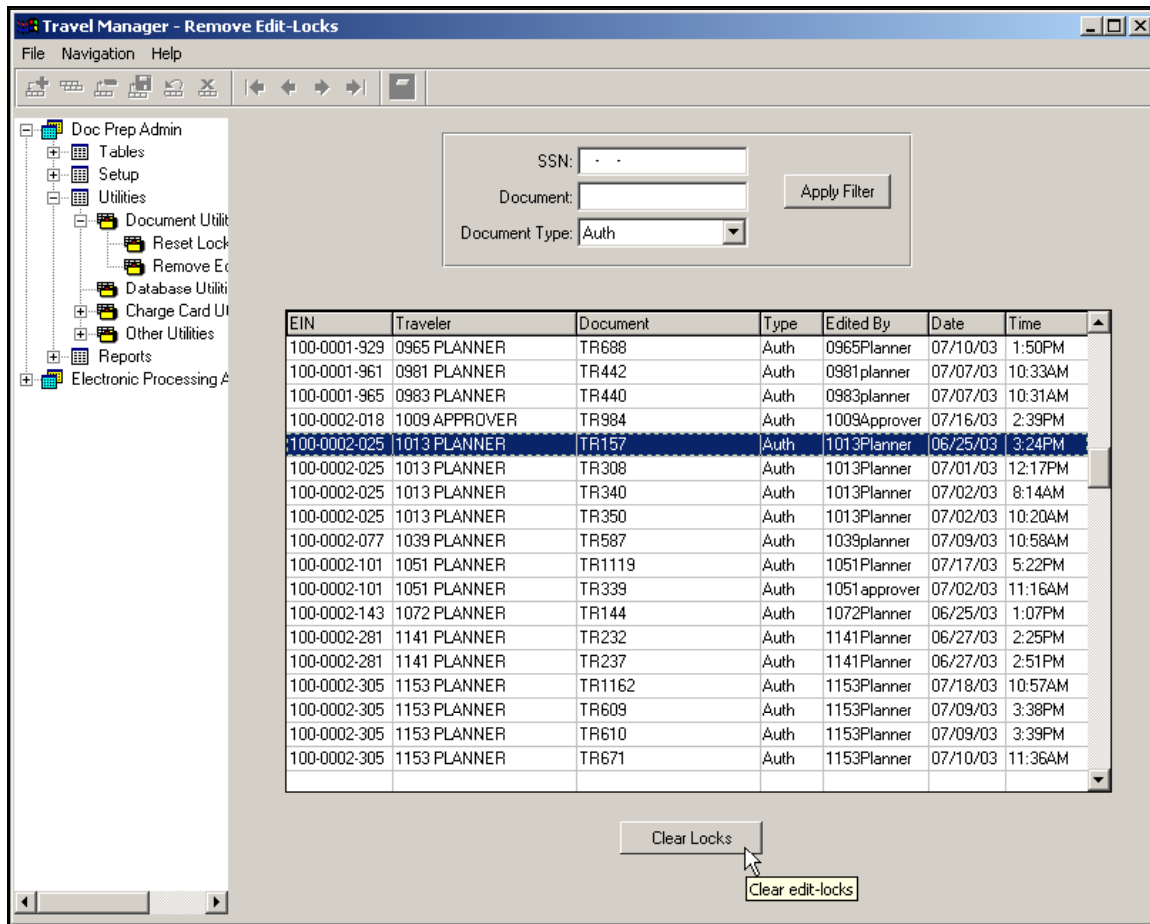 Travel Manager - Remove Edit-Locks
File Navigation Help
Doc Prep Admin
Tables
Setup
Utilities
Document Utilit
Reset Lock
Remove Ed
Database Utiliti
Charge Card Ut
Other Utilities
Reports
Electronic Processing A
SSN: - -
Document:
Document Type: Auth
Apply Filter
EIN Traveler Document Type Edited By Date Time
100-0001-929 0965 PLANNER TR688 Auth 0965Planner 07/10/03 1:50PM
100-0001-961 0981 PLANNER TR442 Auth 0981planner 07/07/03 10:33AM
100-0001-965 0983 PLANNER TR440 Auth 0983planner 07/07/03 10:31AM
100-0002-018 1009 APPROVER TR984 Auth 1009Approver 07/16/03 2:39PM
100-0002-025 1013 PLANNER TR157 Auth 1013Planner 06/25/03 3:24PM
100-0002-025 1013 PLANNER TR308 Auth 1013Planner 07/01/03 12:17PM
100-0002-025 1013 PLANNER TR340 Auth 1013Planner 07/02/03 8:14AM
100-0002-025 1013 PLANNER TR350 Auth 1013Planner 07/02/03 10:20AM
100-0002-077 1039 PLANNER TR587 Auth 1039planner 07/09/03 10:58AM
100-0002-101 1051 PLANNER TR1119 Auth 1051Planner 07/17/03 5:22PM
100-0002-101 1051 PLANNER TR339 Auth 1051approver 07/02/03 11:16AM
100-0002-143 1072 PLANNER TR144 Auth 1072Planner 06/25/03 1:07PM
100-0002-281 1141 PLANNER TR232 Auth 1141Planner 06/27/03 2:25PM
100-0002-281 1141 PLANNER TR237 Auth 1141Planner 06/27/03 2:51PM
100-0002-305 1153 PLANNER TR1162 Auth 1153Planner 07/18/03 10:57AM
100-0002-305 1153 PLANNER TR609 Auth 1153Planner 07/09/03 3:38PM
100-0002-305 1153 PLANNER TR610 Auth 1153Planner 07/09/03 3:39PM
100-0002-305 1153 PLANNER TR671 Auth 1153Planner 07/10/03 11:36AM
Clear Locks
Clear edit-locks